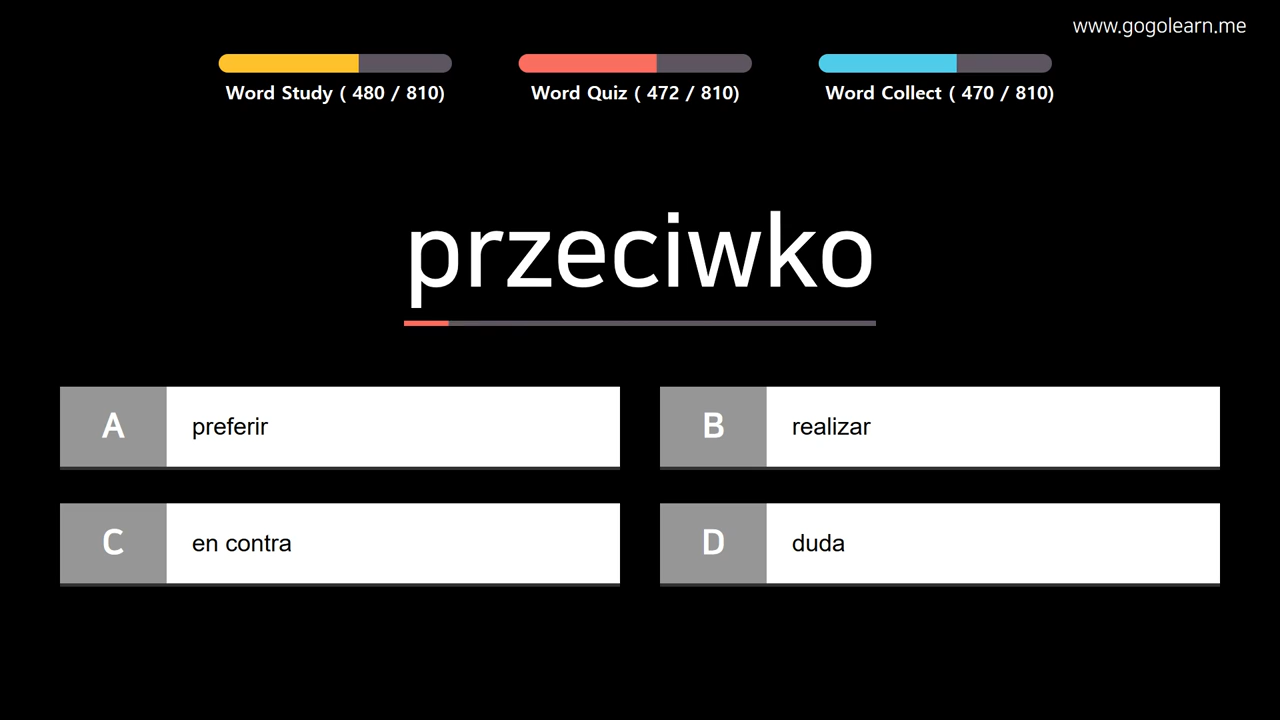 www.gogolearn.me
Word Study ( 480 / 810)
Word Quiz ( 472 / 810)
Word Collect ( 470 / 810)
przeciwko
A preferir
B realizar
C en contra
D duda